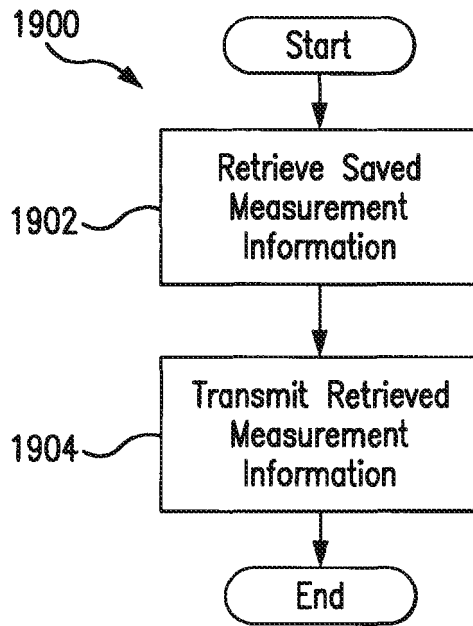 1900
Start
Retrieve Saved
Measurement
Information
1902
Transmit Retrieved
Measurement
Information
1904
End